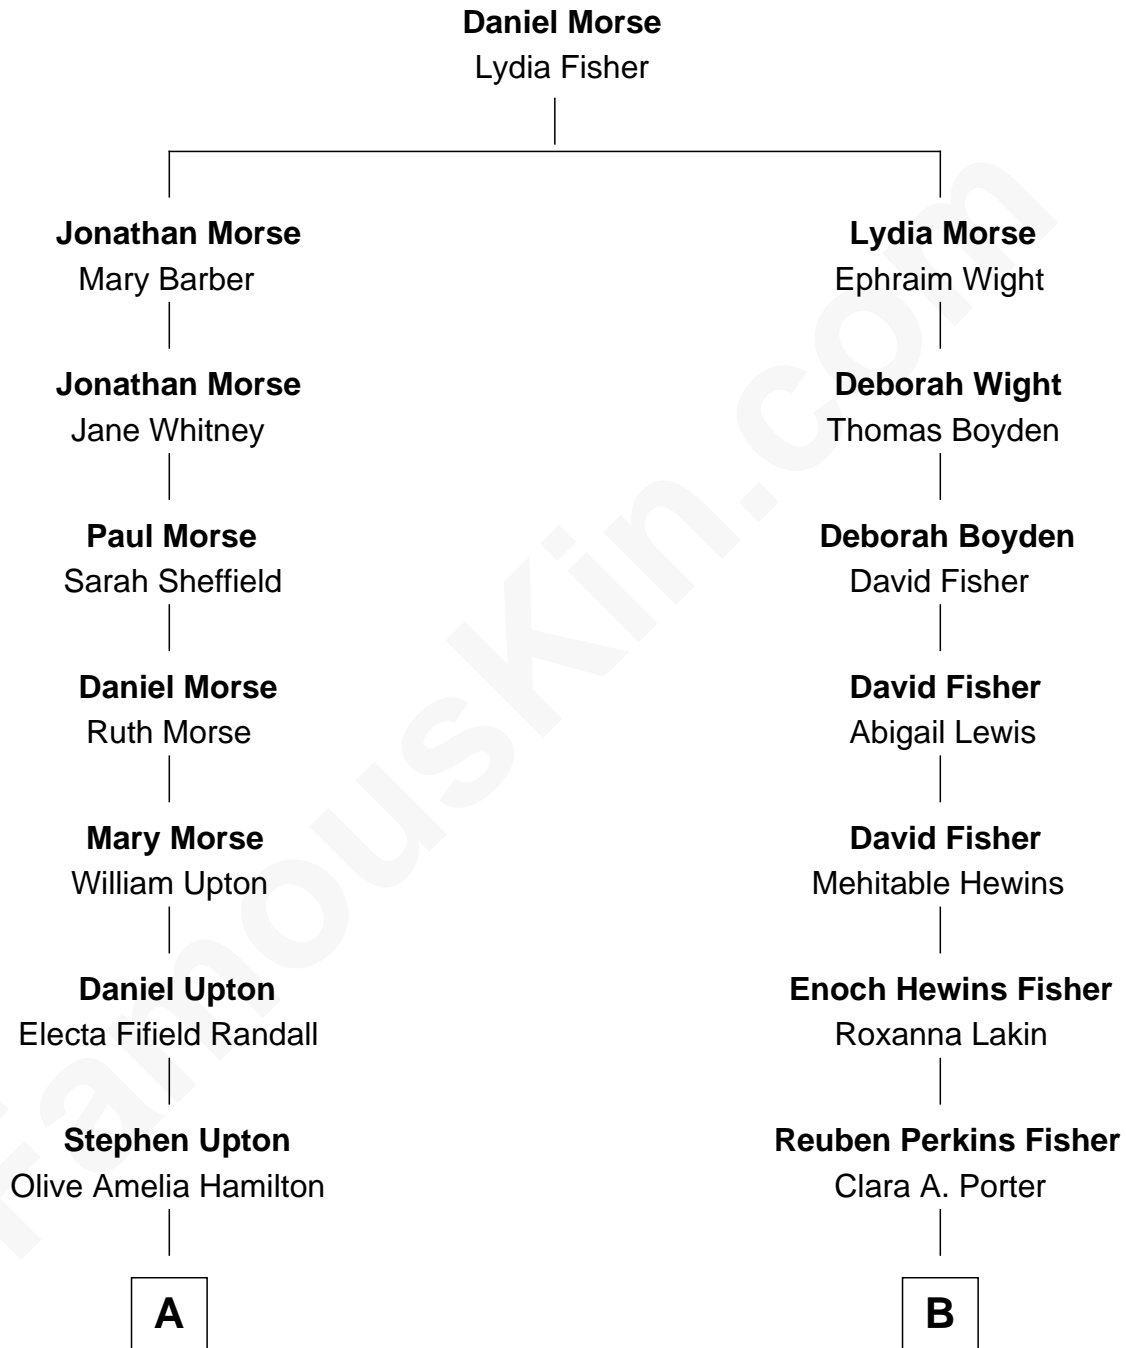 Daniel Morse
Lydia Fisher
Jonathan Morse
Mary Barber
Lydia Morse
Ephraim Wight
Jonathan Morse
Jane Whitney
Deborah Wight
Thomas Boyden
Paul Morse
Sarah Sheffield
Deborah Boyden
David Fisher
Daniel Morse
Ruth Morse
David Fisher
Abigail Lewis
Mary Morse
William Upton
David Fisher
Mehitable Hewins
Daniel Upton
Electa Fifield Randall
Enoch Hewins Fisher
Roxanna Lakin
Stephen Upton
Olive Amelia Hamilton
Reuben Perkins Fisher
Clara A. Porter
A
B
FamousKin.com